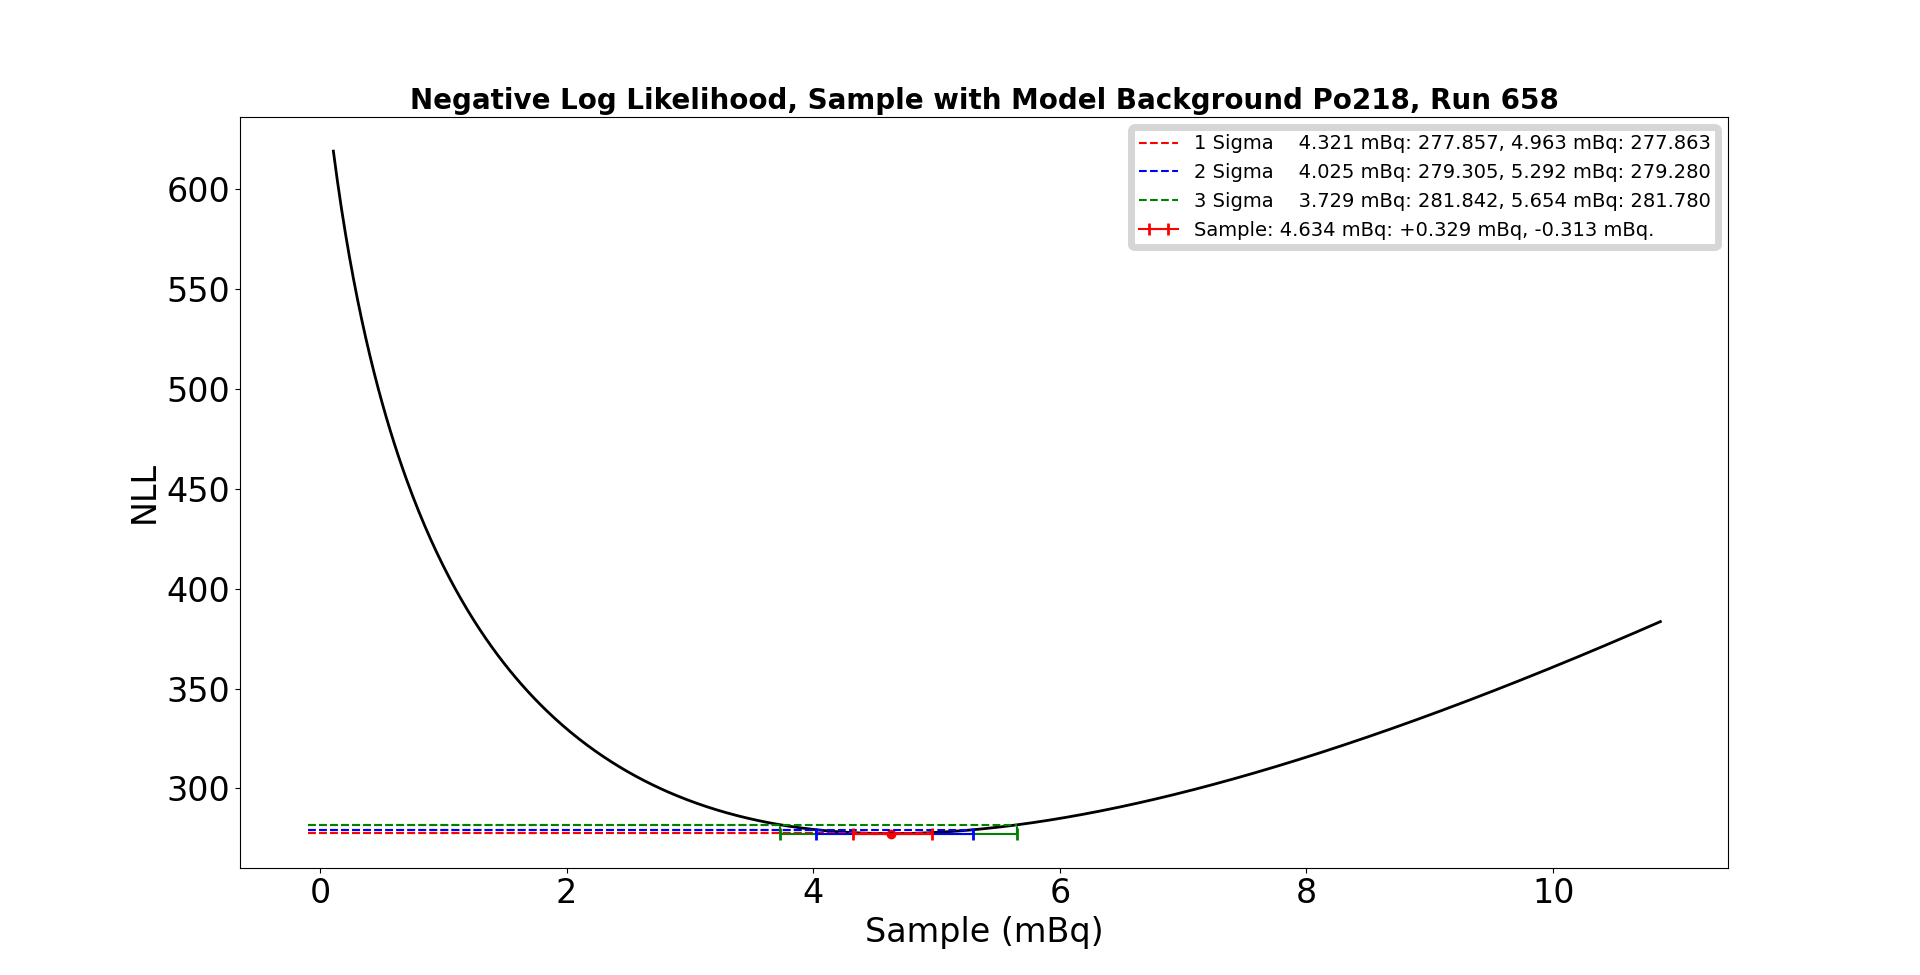 Negative Log Likelihood, Sample with Model Background Po218, Run 658
1 Sigma    4.321 mBq: 277.857, 4.963 mBq: 277.863
2 Sigma    4.025 mBq: 279.305, 5.292 mBq: 279.280
3 Sigma    3.729 mBq: 281.842, 5.654 mBq: 281.780
Sample: 4.634 mBq: +0.329 mBq, -0.313 mBq.
600
550
500
450
400
350
300
NLL
0 2 4 6 8 10
Sample (mBq)